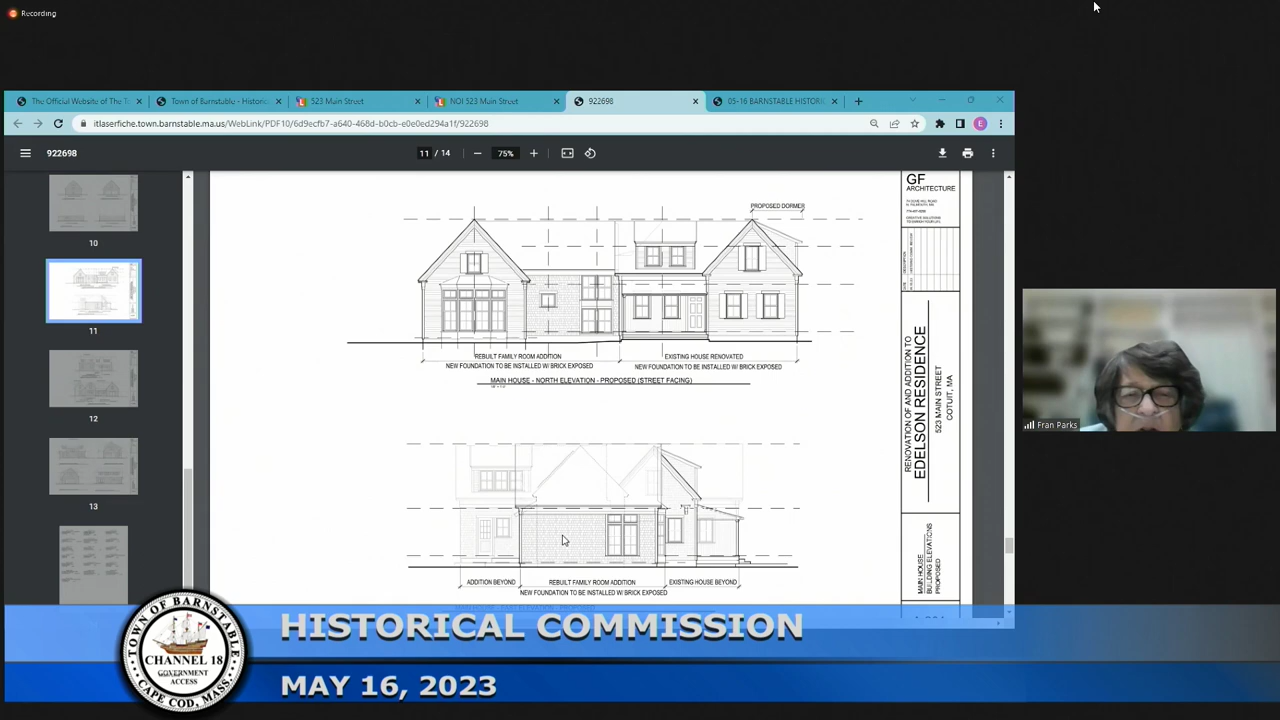 Recording
The Official Website of The T
Town of Barnstable - Historic
523 Main Street
NOI 523 Main Street
922698
05-16 BARNSTABLE HISTORI
itlaserfiche.town.barnstable.ma.us/WebLink/PDF10/6d9ecfb7-a640-468d-b0cb-e0e0ed294a1f/922698
E
922698
11 / 14
75%
10
11
12
13
GF
ARCHITECTURE
PROPOSED DORMER
REBUILT FAMILY ROOM ADDITION
EXISTING HOUSE RENOVATED
NEW FOUNDATION TO BE INSTALLED W/ BRICK EXPOSED
NEW FOUNDATION TO BE INSTALLED W/ BRICK EXPOSED
MAIN HOUSE - NORTH ELEVATION - PROPOSED (STREET FACING)
RENOVATION OF AND ADDITION TO
EDELSON RESIDENCE
523 MAIN STREET
COTUIT, MA
ADDITION BEYOND
REBUILT FAMILY ROOM ADDITION
EXISTING HOUSE BEYOND
NEW FOUNDATION TO BE INSTALLED W/ BRICK EXPOSED
MAIN HOUSE
BUILDING ELEVATIONS
PROPOSED
Fran Parks
TOWN OF BARNSTABLE
CHANNEL 18
GOVERNMENT
ACCESS
CAPE COD, MASS.
HISTORICAL COMMISSION
MAY 16, 2023